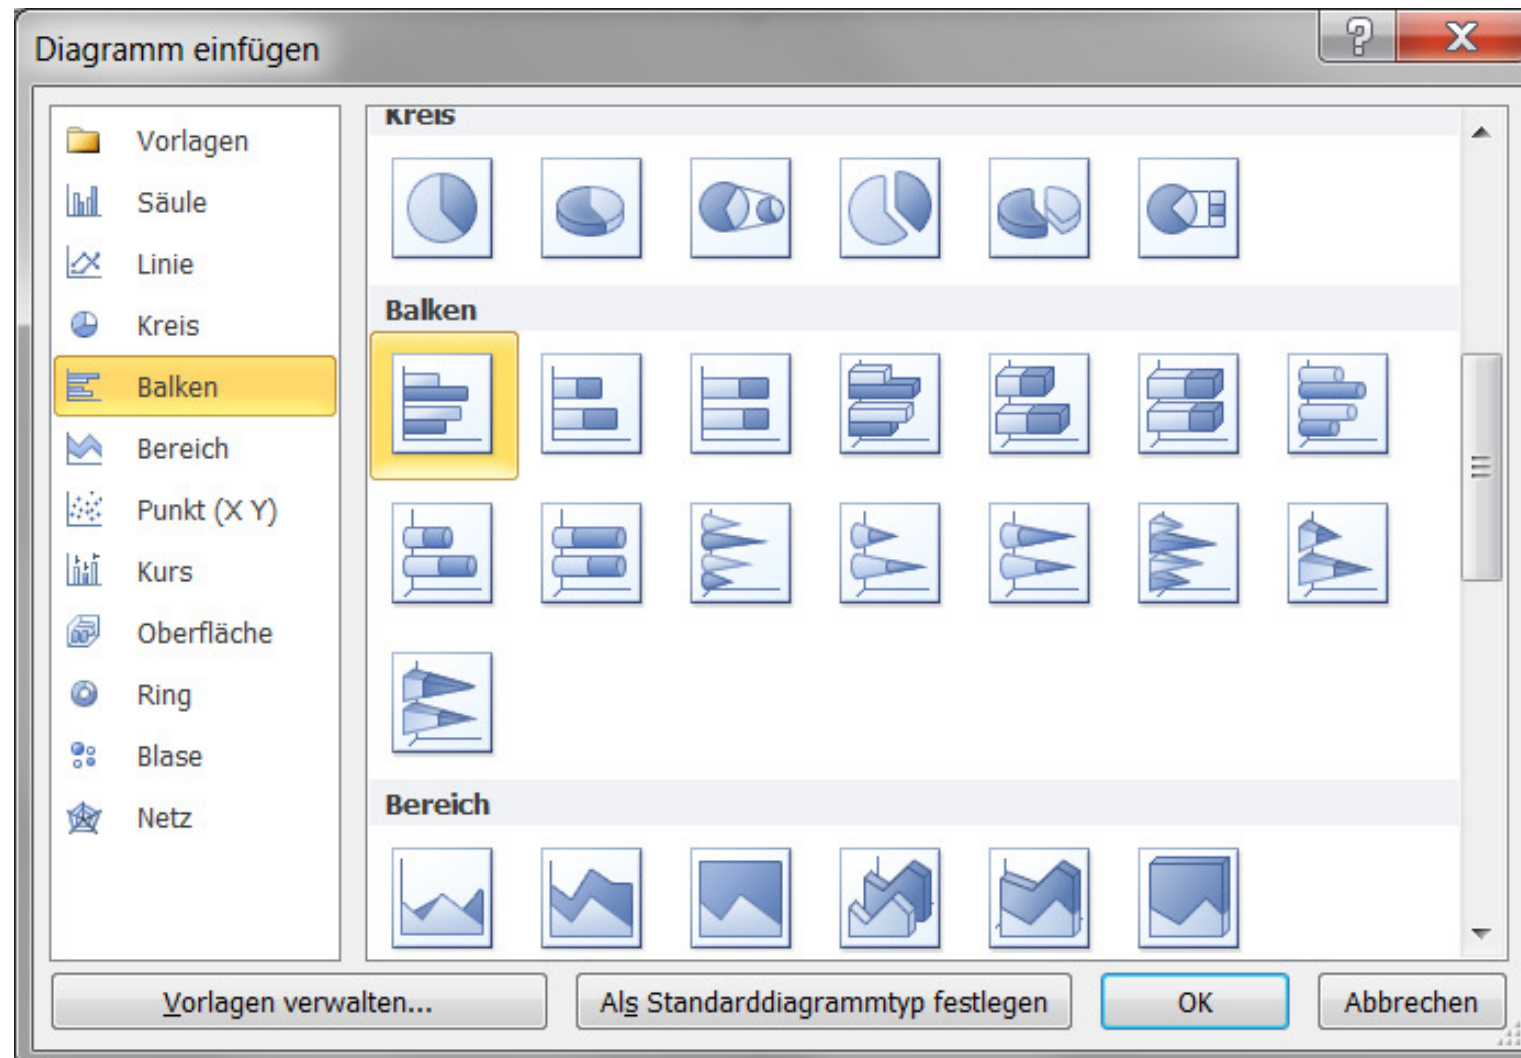 Diagramm einfügen
Vorlagen
Säule
Linie
Kreis
Balken
Bereich
Punkt (X Y)
Kurs
Oberfläche
Ring
Blase
Netz
Kreis
Balken
Bereich
Vorlagen verwalten...
Als Standarddiagrammtyp festlegen
OK
Abbrechen